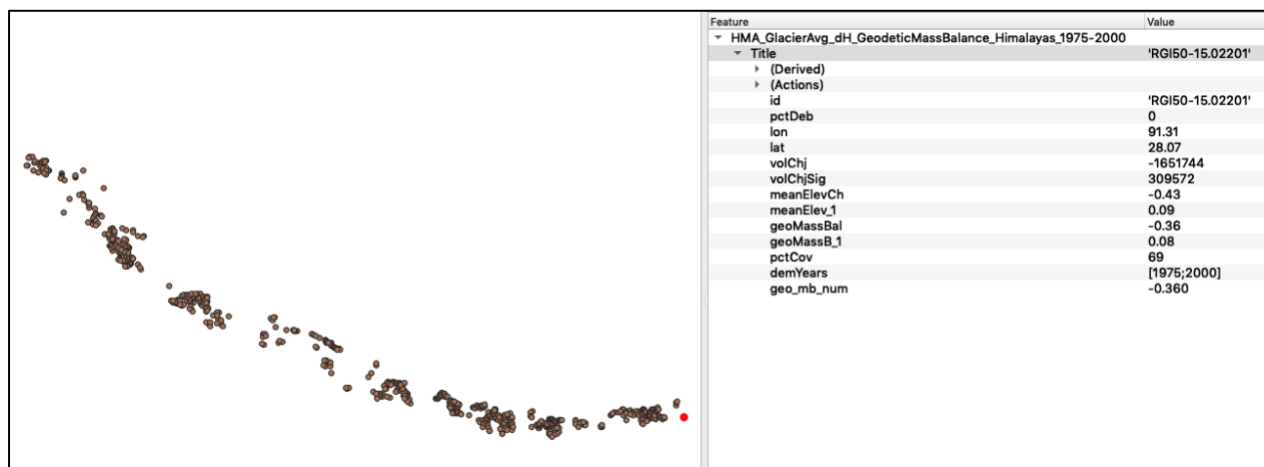 Feature Value
HMA_GlacierAvg_dH_GeodeticMassBalance_Himalayas_1975-2000
Title 'RGI50-15.02201'
(Derived)
(Actions)
id 'RGI50-15.02201'
pctDeb 0
lon 91.31
lat 28.07
volChj -1651744
volChjSig 309572
meanElevCh -0.43
meanElev_1 0.09
geoMassBal -0.36
geoMassB_1 0.08
pctCov 69
demYears [1975;2000]
geo_mb_num -0.360